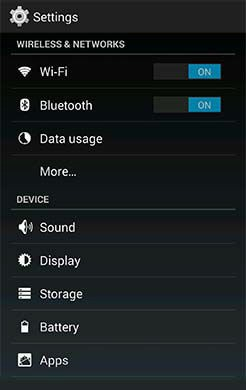 Settings
WIRELESS & NETWORKS
Wi-Fi ON
Bluetooth ON
Data usage
More...
DEVICE
Sound
Display
Storage
Battery
Apps